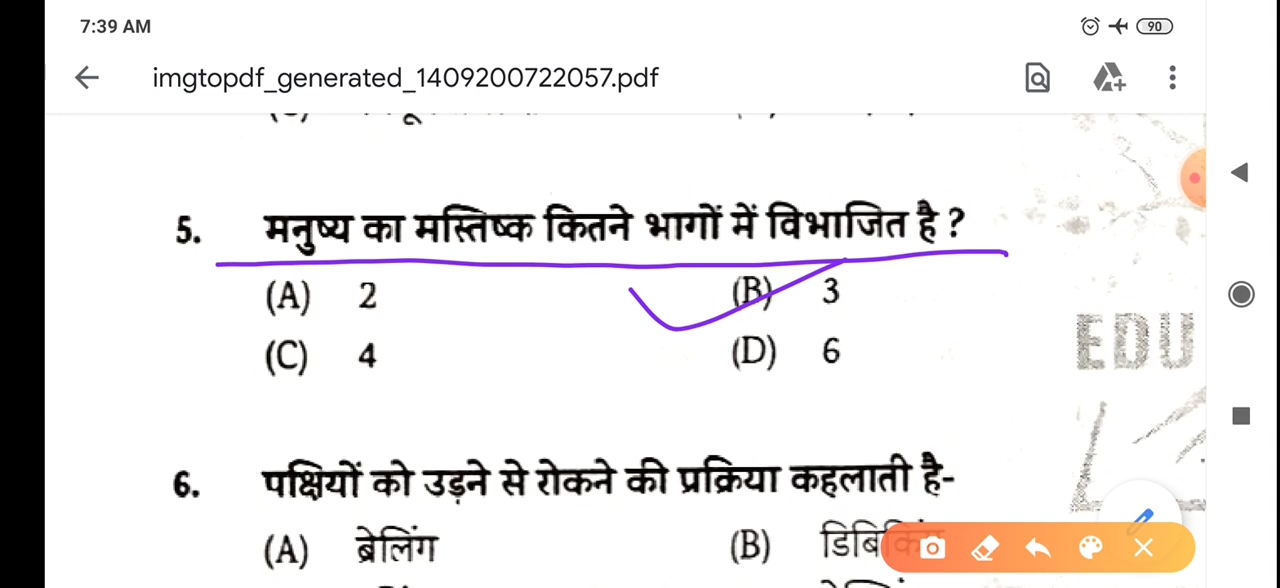 7:39 AM
90
imgtopdf_generated_1409200722057.pdf
5. मनुष्य का मस्तिष्क कितने भागों में विभाजित है ?
(A) 2 (B) 3
(C) 4 (D) 6
EDU
6. पक्षियों को उड़ने से रोकने की प्रक्रिया कहलाती है-
(A) ब्रेलिंग (B)